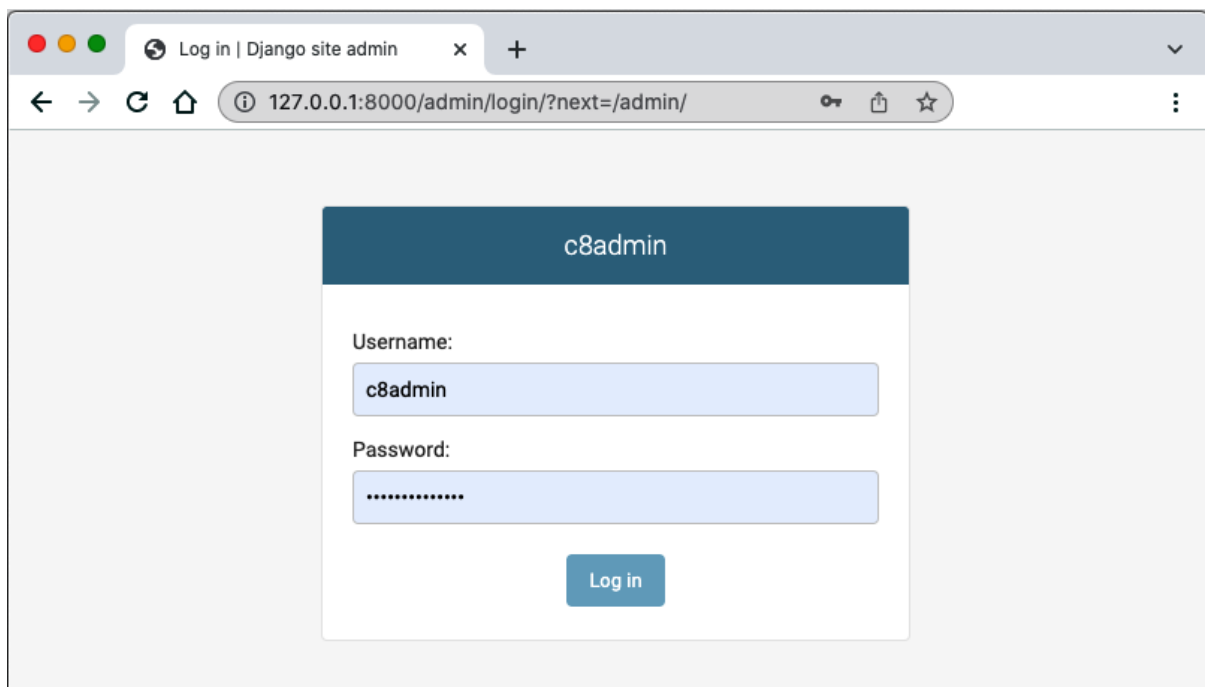 Log in | Django site admin
127.0.0.1:8000/admin/login/?next=/admin/
c8admin
Username:
c8admin
Password:
••••••••••••••
Log in